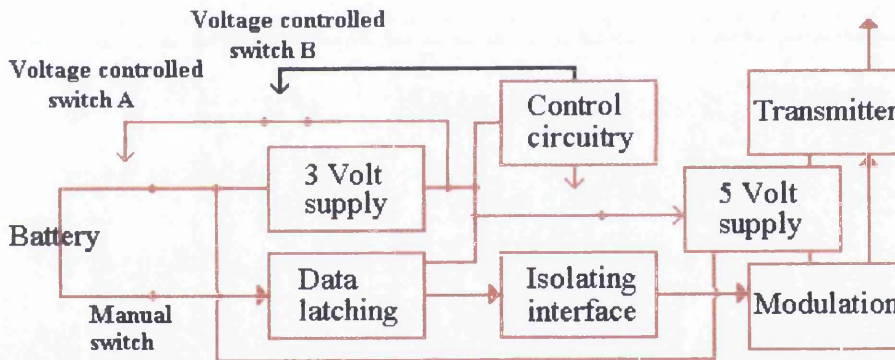 Voltage controlled
switch B
Voltage controlled
switch A
Control
circuitry
Transmitter
3 Volt
supply
5 Volt
supply
Battery
Data
latching
Isolating
interface
Modulation
Manual
switch